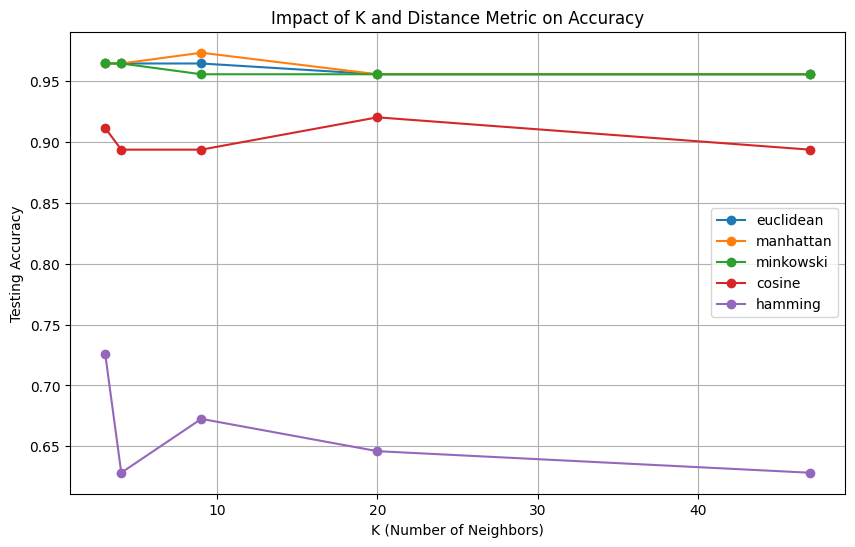 Impact of K and Distance Metric on Accuracy
Testing Accuracy
0.95
0.90
0.85
0.80
0.75
0.70
0.65
euclidean
manhattan
minkowski
cosine
hamming
10 20 30 40
K (Number of Neighbors)